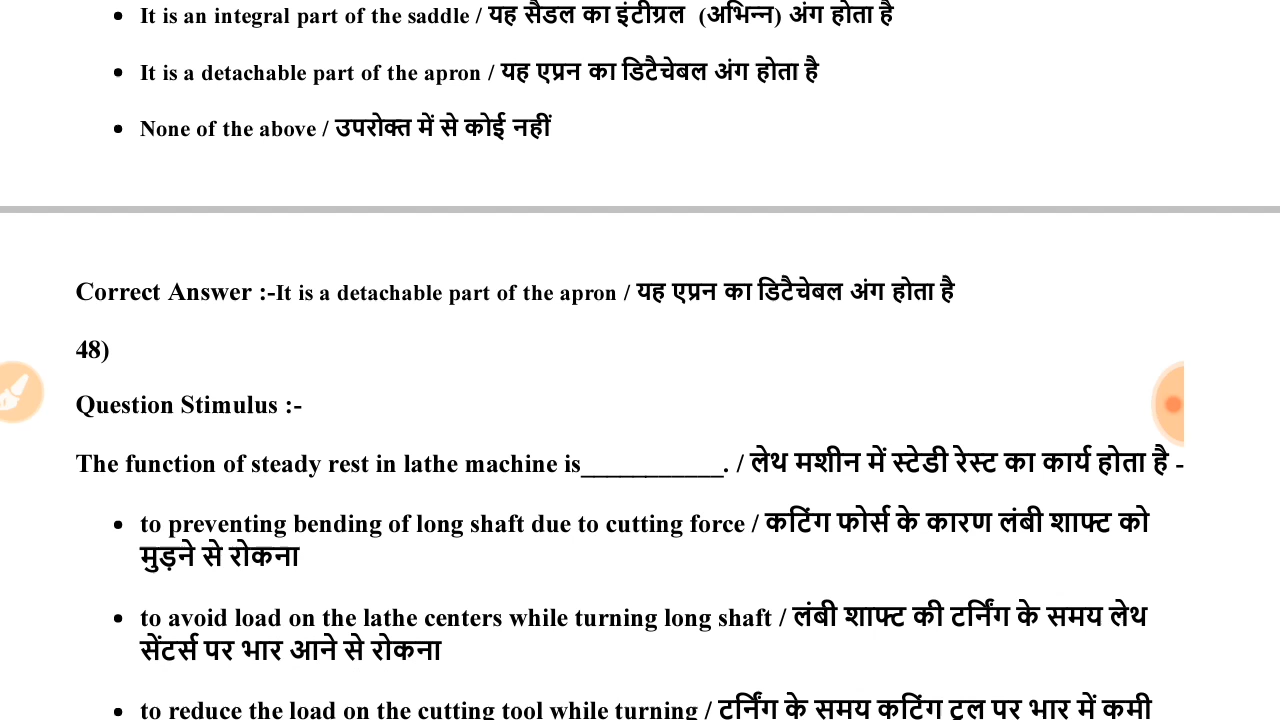 • It is an integral part of the saddle / यह सैडल का इंटीग्रल (अभिन्न) अंग होता है
• It is a detachable part of the apron / यह एप्रन का डिटैचेबल अंग होता है
• None of the above / उपरोक्त में से कोई नहीं
Correct Answer :-It is a detachable part of the apron / यह एप्रन का डिटैचेबल अंग होता है
48)
Question Stimulus :-
The function of steady rest in lathe machine is___________. / लेथ मशीन में स्टेडी रेस्ट का कार्य होता है -
• to preventing bending of long shaft due to cutting force / कटिंग फोर्स के कारण लंबी शाफ्ट को
मुड़ने से रोकना
• to avoid load on the lathe centers while turning long shaft / लंबी शाफ्ट की टर्निंग के समय लेथ
सेंटर्स पर भार आने से रोकना
• to reduce the load on the cutting tool while turning / टर्निंग के समय कटिंग टूल पर भार में कमी